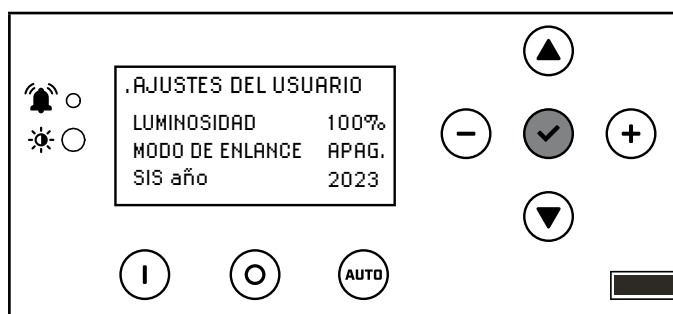 .AJUSTES DEL USUARIO
LUMINOSIDAD 100%
MODO DE ENLANCE APAG.
SIS año 2023
AUTO